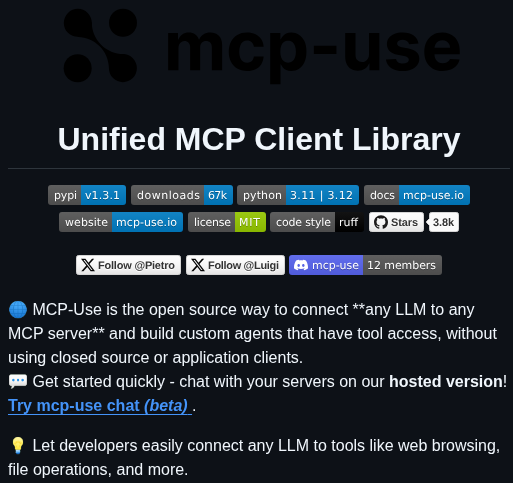 mcp-use
Unified MCP Client Library
pypi v1.3.1 downloads 67k python 3.11 | 3.12 docs mcp-use.io
website mcp-use.io license MIT code style ruff Stars 3.8k
Follow @Pietro Follow @Luigi mcp-use 12 members
🌐 MCP-Use is the open source way to connect **any LLM to any
MCP server** and build custom agents that have tool access, without
using closed source or application clients.
💬 Get started quickly - chat with your servers on our hosted version!
Try mcp-use chat (beta) .
💡 Let developers easily connect any LLM to tools like web browsing,
file operations, and more.